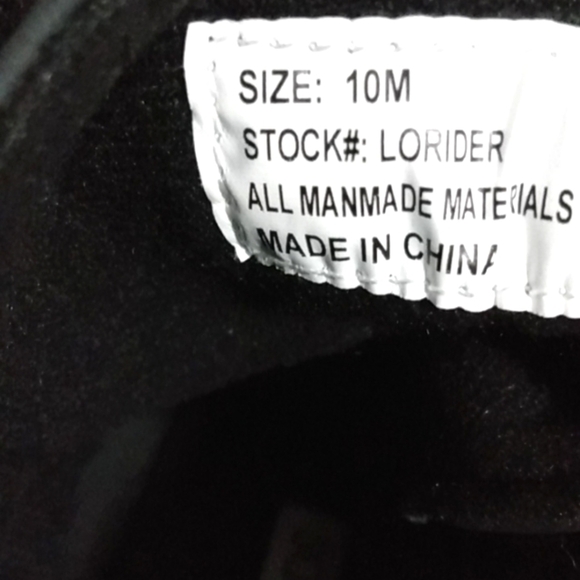 SIZE: 10M
STOCK#: LORIDER
ALL MANMADE MATERIALS
MADE IN CHINA